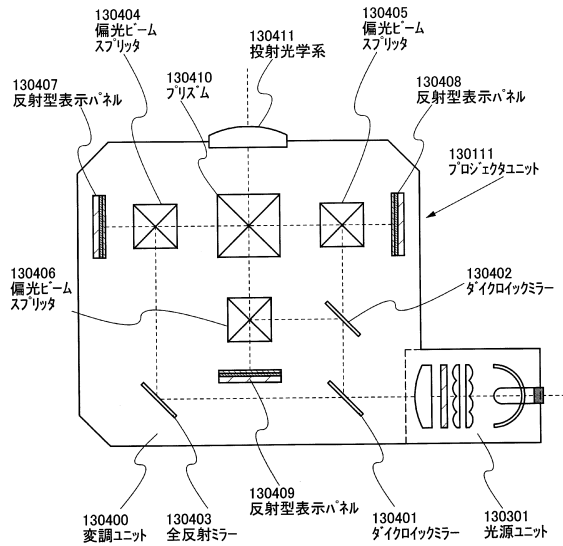 130404
偏光ビーム
スプリッタ
130411
投射光学系
130405
偏光ビーム
スプリッタ
130407
反射型表示パネル
130410
プリズム
130408
反射型表示パネル
130111
プロジェクタユニット
130406
偏光ビーム
スプリッタ
130402
ダイクロイックミラー
130400
変調ユニット
130403
全反射ミラー
130409
反射型表示パネル
130401
ダイクロイックミラー
130301
光源ユニット